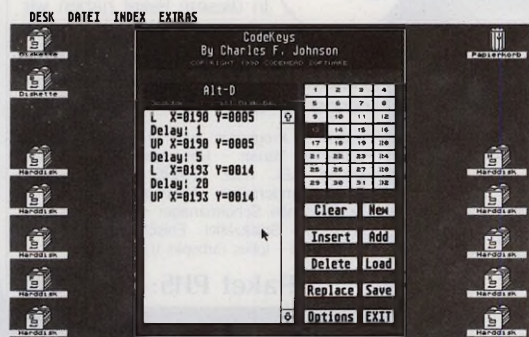 DESK DATEI INDEX EXTRAS
CodeKeys
By Charles F. Johnson
COPYRIGHT 1990 CODEHEAD SOFTWARE
Diskette
Papierkorb
Diskette
Alt-D
L X=0190 Y=0005
Delay: 1
UP X=0190 Y=0005
Delay: 5
L X=0193 Y=0014
Delay: 20
UP X=0193 Y=0014
1 2 3 4
5 6 7 8
9 10 11 12
14 15 16
17 18 19 20
21 22 23 24
25 26 27 28
29 30 31 32
Clear New
Insert Add
Delete Load
Replace Save
Options EXIT
Harddisk
Harddisk
Harddisk
Harddisk
Harddisk
Harddisk
Harddisk
Harddisk
Harddisk
Harddisk
Paket PH5: